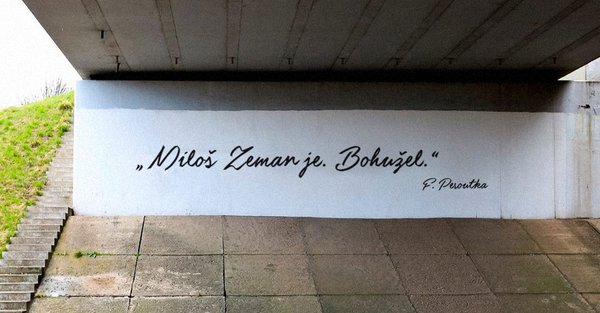 „Miloš Zeman je. Bohužel.“
F. Peroutka